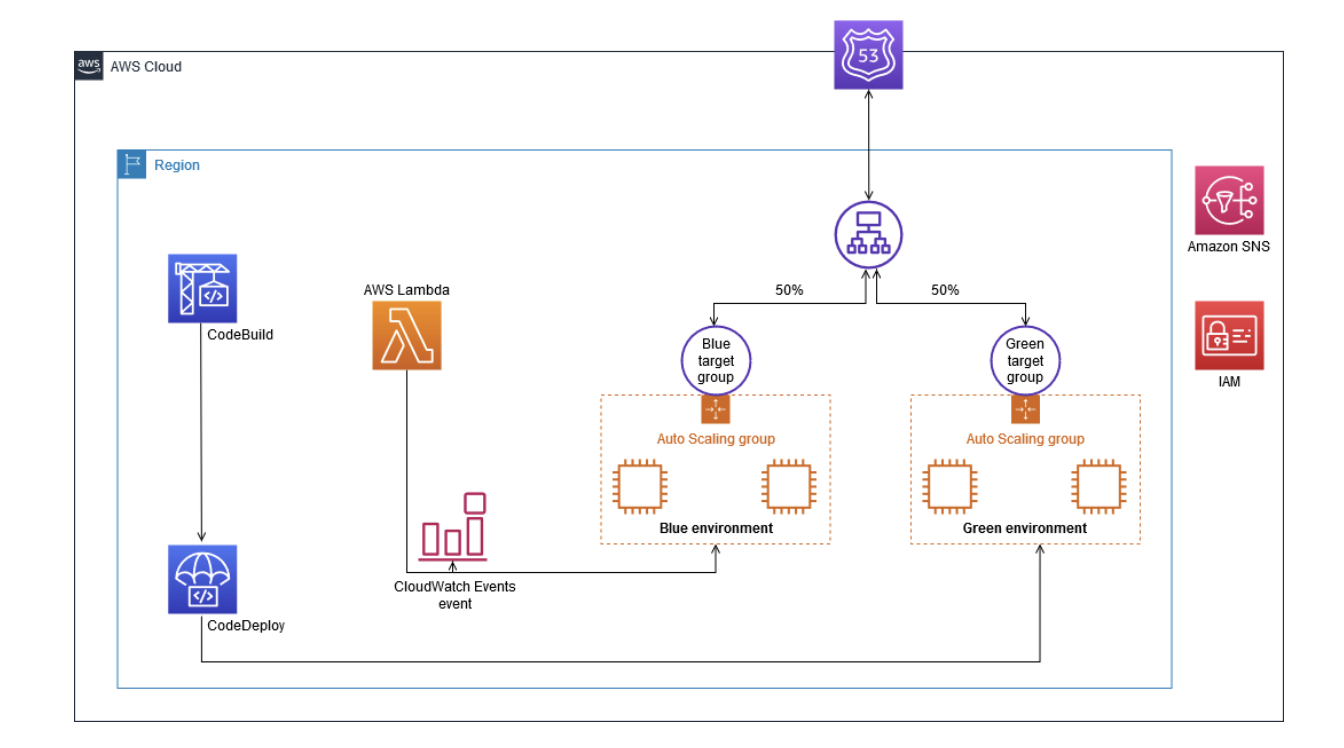 53
aws
AWS Cloud
Region
Amazon SNS
AWS Lambda
50%
50%
CodeBuild
Blue
target
group
Green
target
group
IAM
Auto Scaling group
Auto Scaling group
Blue environment
Green environment
CloudWatch Events
event
CodeDeploy